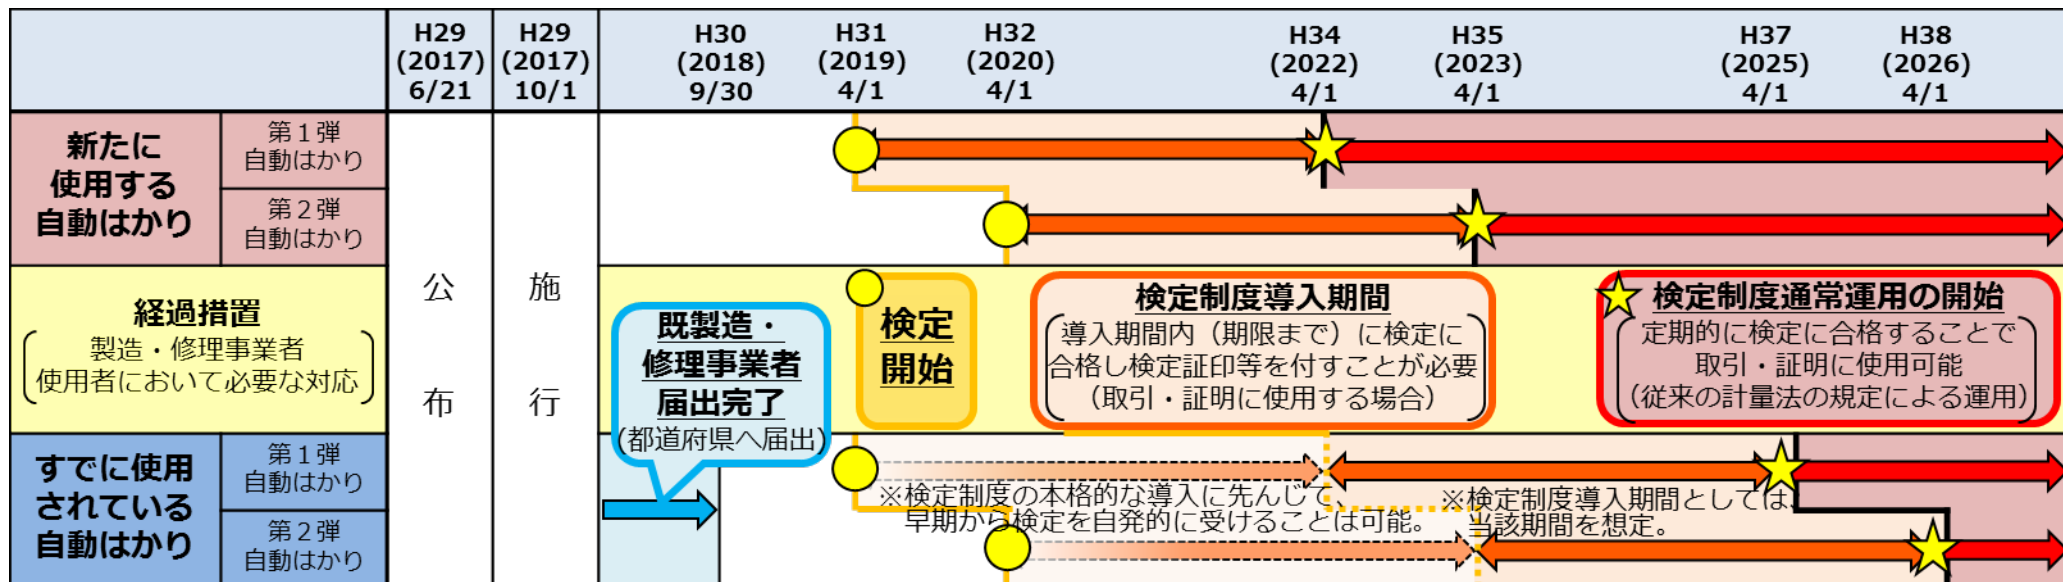 H29
(2017)
6/21
H29
(2017)
10/1
H30
(2018)
9/30
H31
(2019)
4/1
H32
(2020)
4/1
H34
(2022)
4/1
H35
(2023)
4/1
H37
(2025)
4/1
H38
(2026)
4/1
新たに
使用する
自動はかり
第１弾
自動はかり
第２弾
自動はかり
公
布
施
行
経過措置
製造・修理事業者
使用者において必要な対応
既製造・
修理事業者
届出完了
(都道府県へ届出)
検定
開始
検定制度導入期間
導入期間内（期限まで）に検定に
合格し検定証印等を付すことが必要
（取引・証明に使用する場合）
検定制度通常運用の開始
定期的に検定に合格することで
取引・証明に使用可能
(従来の計量法の規定による運用)
すでに使用
されている
自動はかり
第１弾
自動はかり
第２弾
自動はかり
※検定制度の本格的な導入に先んじて、
早期から検定を自発的に受けることは可能。
※検定制度導入期間としては、
当該期間を想定。